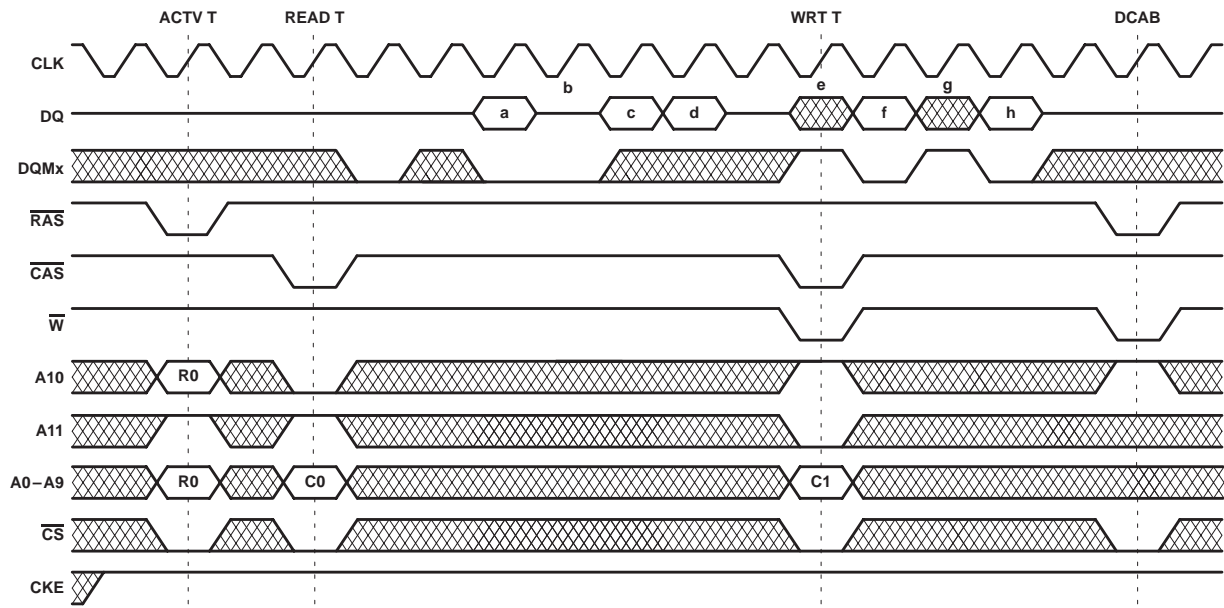 ACTV T READ T WRT T DCAB
CLK
b e g
DQ a c d f h
DQMx
RAS
CAS
W
A10 R0
A11
A0–A9 R0 C0 C1
CS
CKE